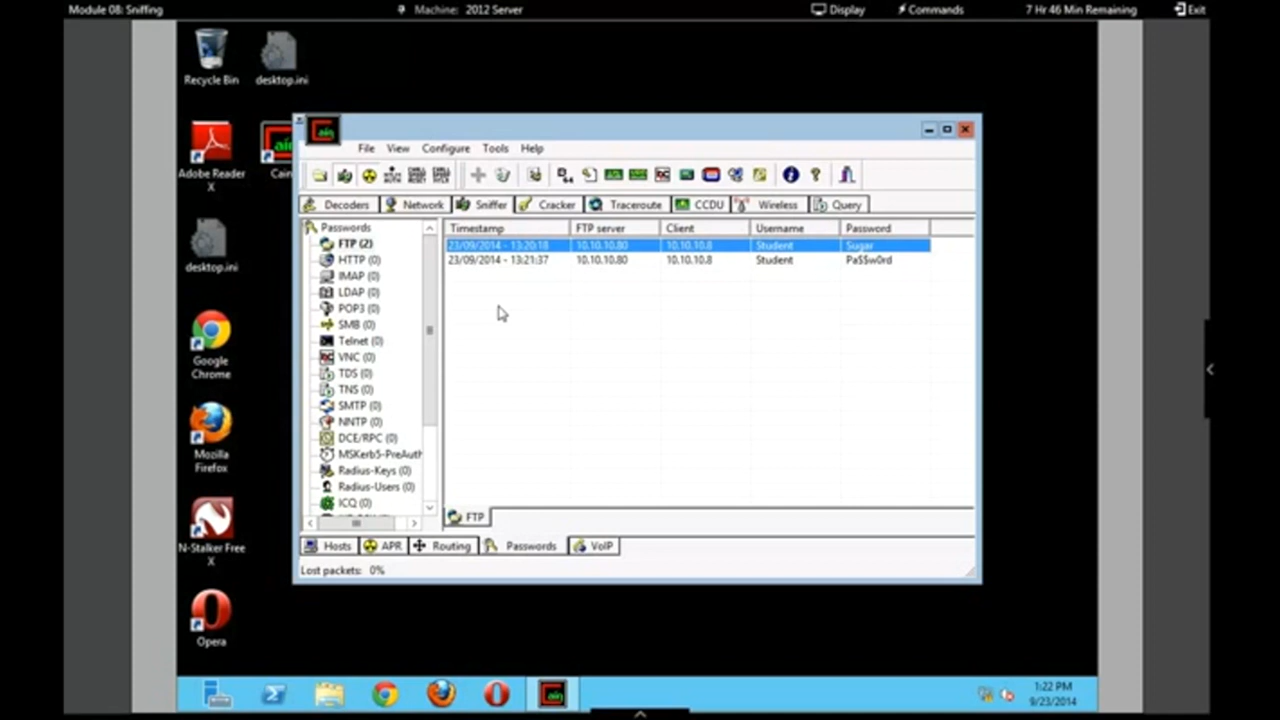 Module 08: Sniffing
Machine: 2012 Server
Display
Commands
7 Hr 46 Min Remaining
Exit
Recycle Bin
desktop.ini
Adobe Reader X
Cain
desktop.ini
Google Chrome
Mozilla Firefox
N-Stalker Free X
Opera
File View Configure Tools Help
Decoders Network Sniffer Cracker Traceroute CCDU Wireless Query
Passwords
FTP (2)
HTTP (0)
IMAP (0)
LDAP (0)
POP3 (0)
SMB (0)
Telnet (0)
VNC (0)
TDS (0)
TNS (0)
SMTP (0)
NNTP (0)
DCE/RPC (0)
MSKerb5-PreAuth
Radius-Keys (0)
Radius-Users (0)
ICQ (0)
Timestamp FTP server Client Username Password
23/09/2014 - 13:20:18 10.10.10.80 10.10.10.8 Student Sugar
23/09/2014 - 13:21:37 10.10.10.80 10.10.10.8 Student Pa$$w0rd
FTP
Hosts APR Routing Passwords VoIP
Lost packets: 0%
1:22 PM
9/23/2014